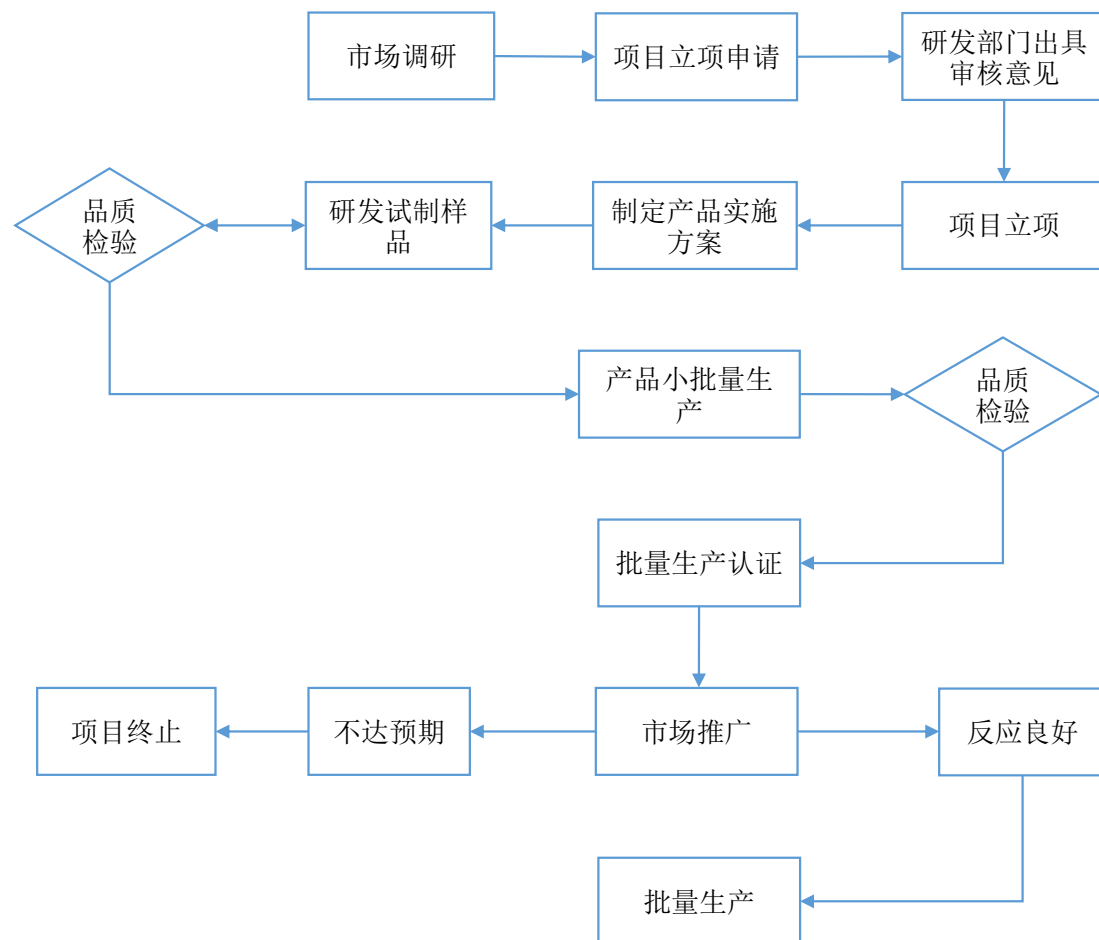 市场调研
项目立项申请
研发部门出具
审核意见
品质
检验
研发试制样
品
制定产品实施
方案
项目立项
产品小批量生
产
品质
检验
批量生产认证
项目终止
不达预期
市场推广
反应良好
批量生产